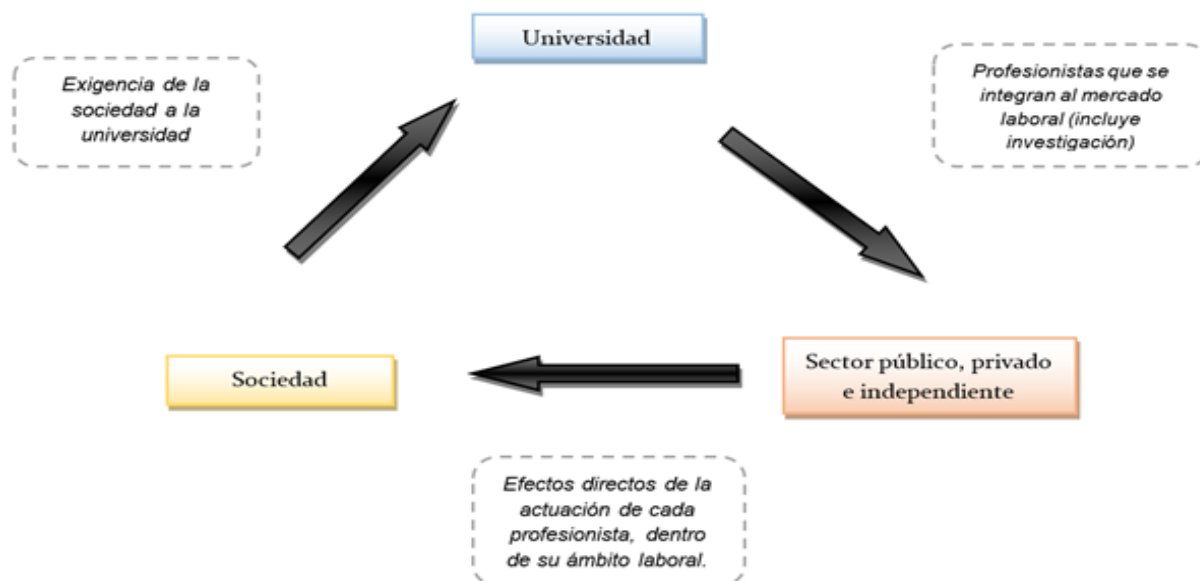 Universidad
Exigencia de la
sociedad a la
universidad
Profesionistas que se
integran al mercado
laboral (incluye
investigación)
Sociedad
Sector público, privado
e independiente
Efectos directos de la
actuación de cada
profesionista, dentro
de su ámbito laboral.